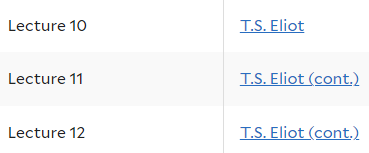 Lecture 10 T.S. Eliot
Lecture 11 T.S. Eliot (cont.)
Lecture 12 T.S. Eliot (cont.)